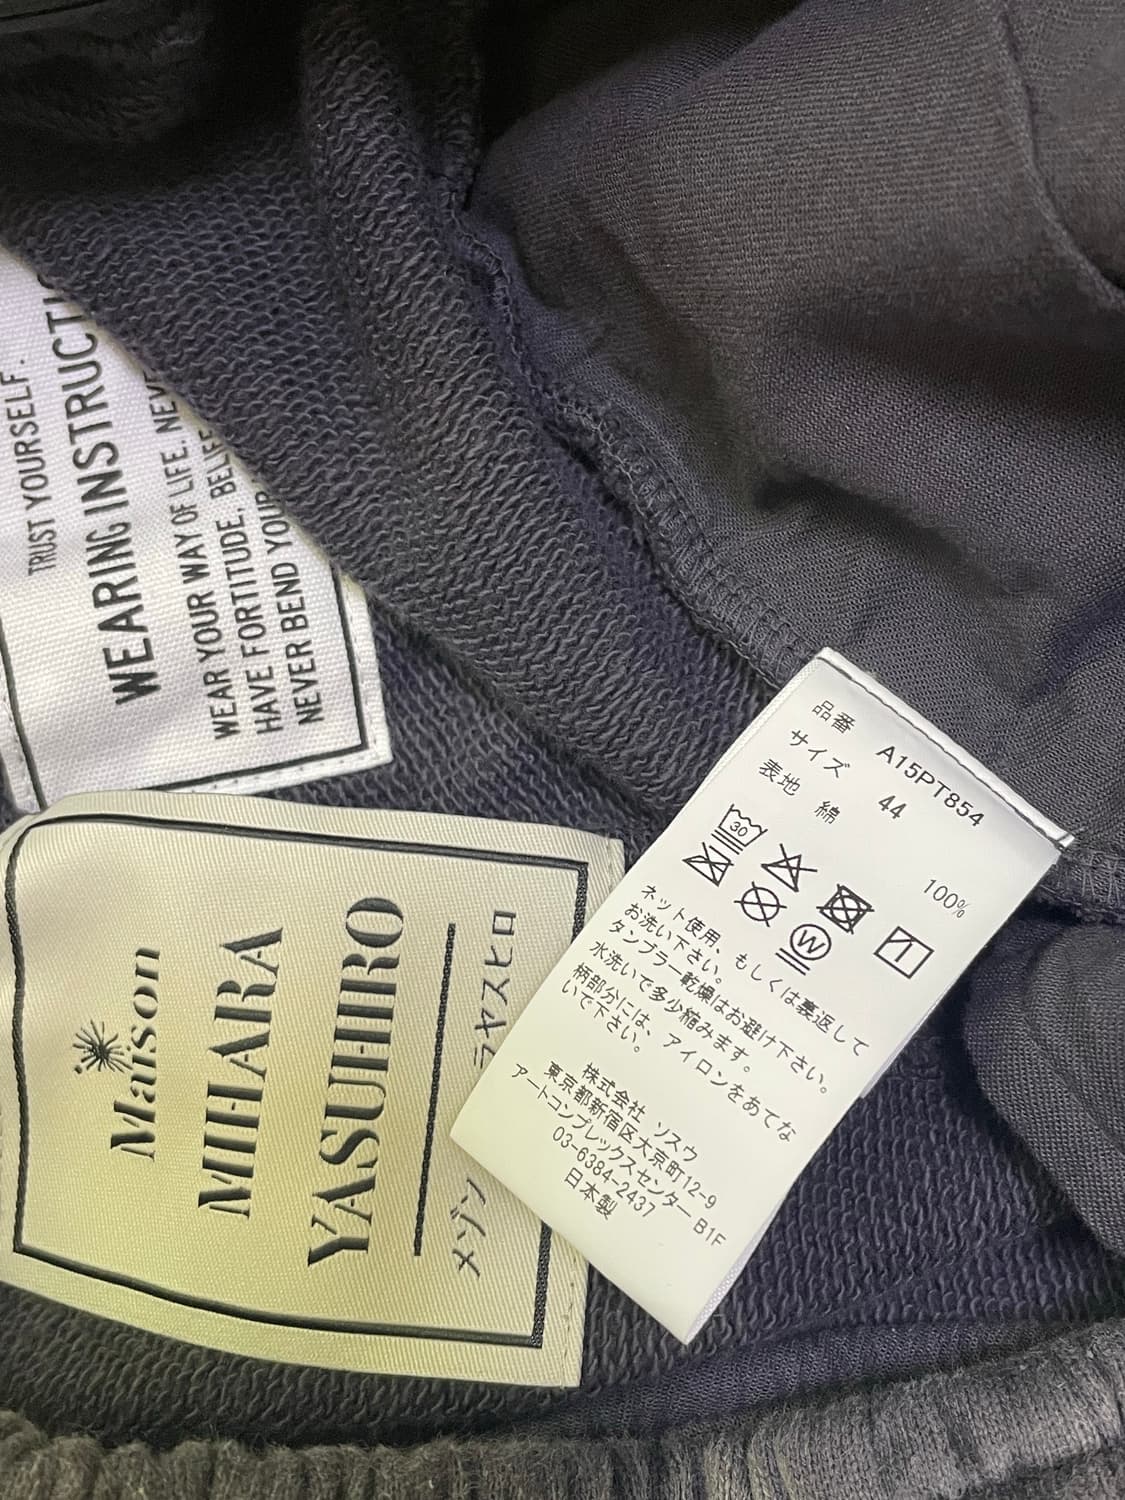 TRUST YOURSELF.
WEARING INSTRUCTI
WEAR YOUR WAY OF LIFE. NEVE
HAVE FORTITUDE, BELIE
NEVER BEND YOUR
Maison
MIHARA
YASUHIRO
メゾン ラヤスヒロ
品番 A15PT854
サイズ 44
表地 綿 100%
30
W
ネット使用、もしくは裏返して
お洗い下さい。
タンブラー乾燥はお避け下さい。
水洗いで多少縮みます。
柄部分には、アイロンをあてな
いで下さい。
株式会社 ソスウ
東京都新宿区大京町12-9
アートコンプレックスセンター B1F
03-6384-2437
日本製